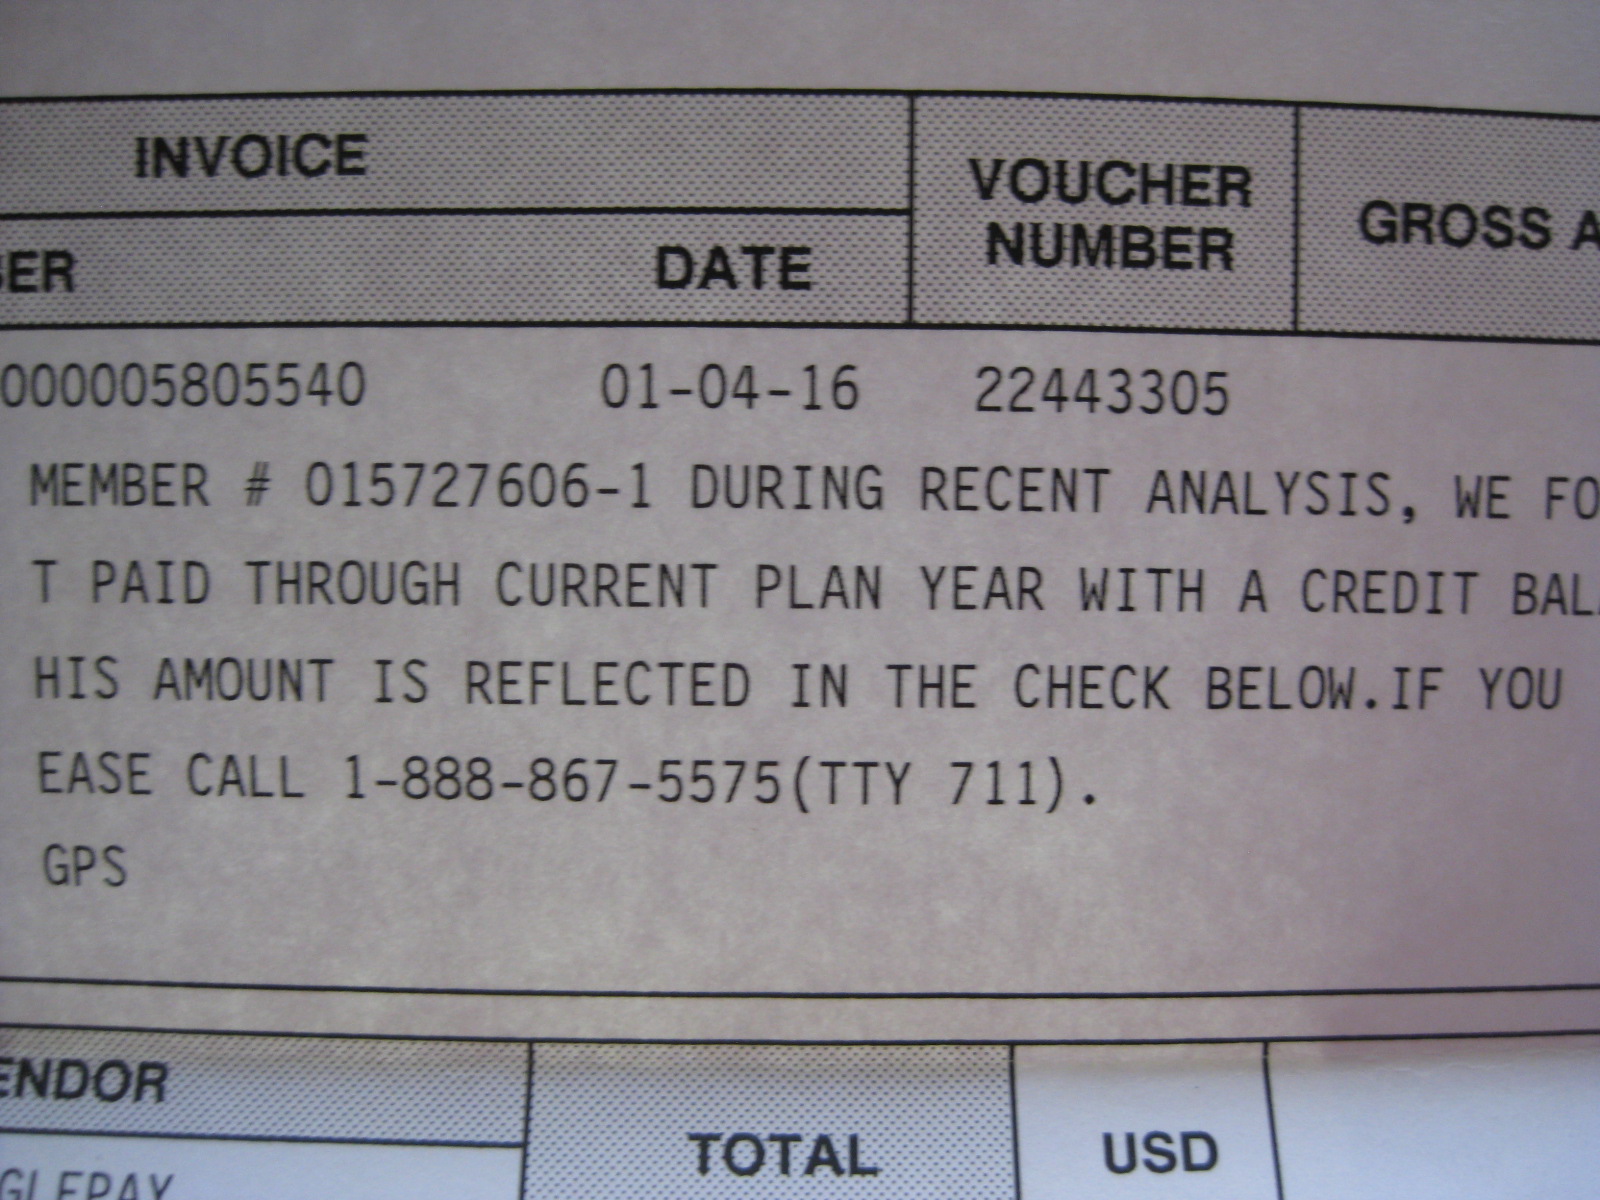 INVOICE
VOUCHER
NUMBER
GROSS A
BER
DATE
000005805540 01-04-16 22443305
MEMBER # 015727606-1 DURING RECENT ANALYSIS, WE FO
T PAID THROUGH CURRENT PLAN YEAR WITH A CREDIT BAL
HIS AMOUNT IS REFLECTED IN THE CHECK BELOW.IF YOU
EASE CALL 1-888-867-5575(TTY 711).
GPS
ENDOR
TOTAL
USD
GLEPAY